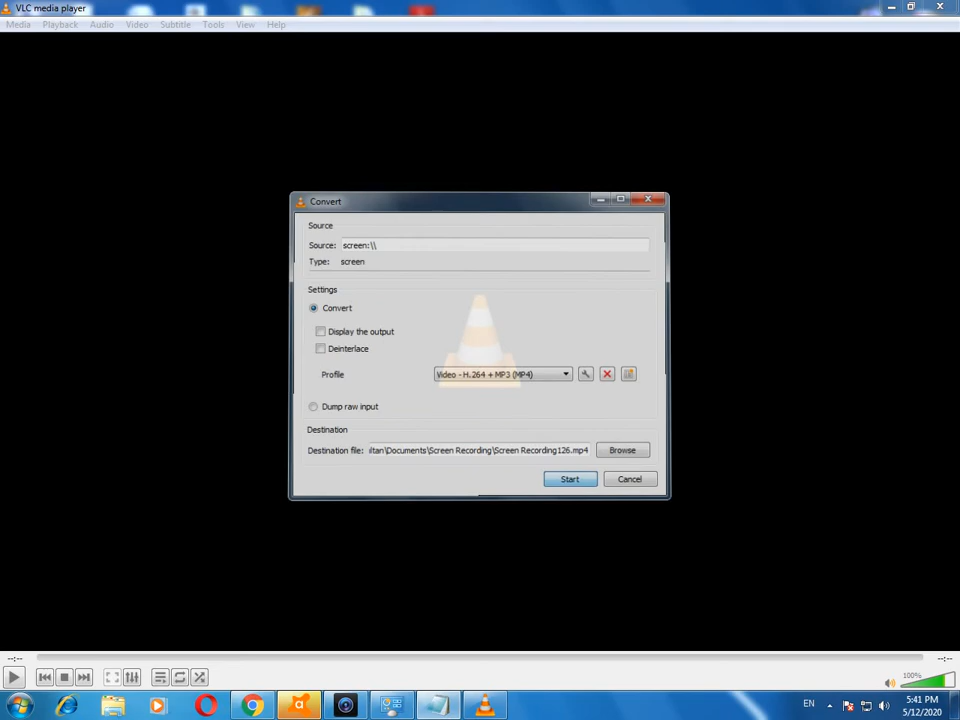 VLC media player
Media Playback Audio Video Subtitle Tools View Help
Convert
Source
Source: screen:\\
Type: screen
Settings
Convert
Display the output
Deinterlace
Profile Video - H.264 + MP3 (MP4)
Dump raw input
Destination
Destination file: ıltan\Documents\Screen Recording\Screen Recording126.mp4 Browse
Start Cancel
--:-- --:--
100%
EN 5:41 PM
5/12/2020